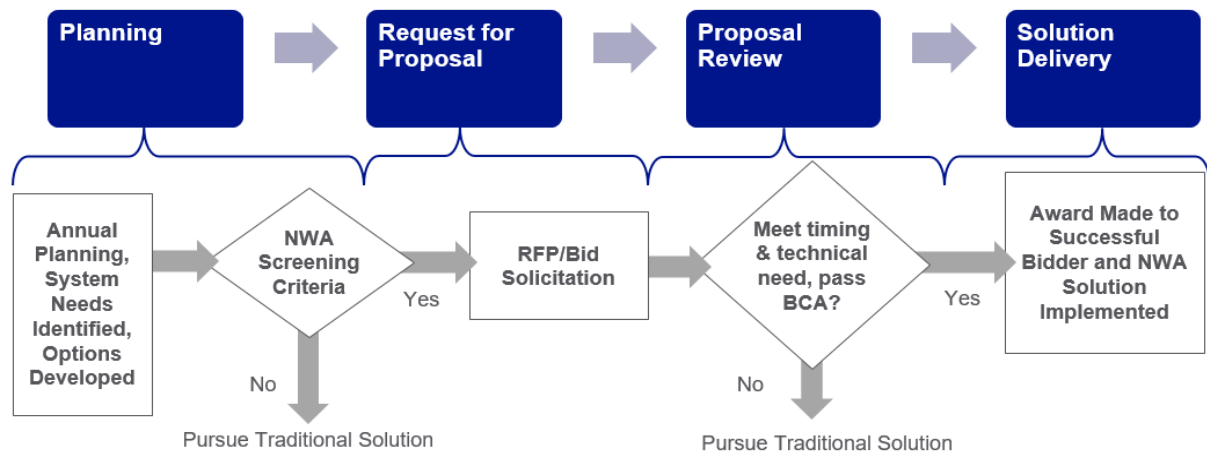 Planning
Request for
Proposal
Proposal
Review
Solution
Delivery
Annual
Planning,
System
Needs
Identified,
Options
Developed
NWA
Screening
Criteria
Yes
No
Pursue Traditional Solution
RFP/Bid
Solicitation
Meet timing
& technical
need, pass
BCA?
Yes
No
Pursue Traditional Solution
Award Made to
Successful
Bidder and NWA
Solution
Implemented